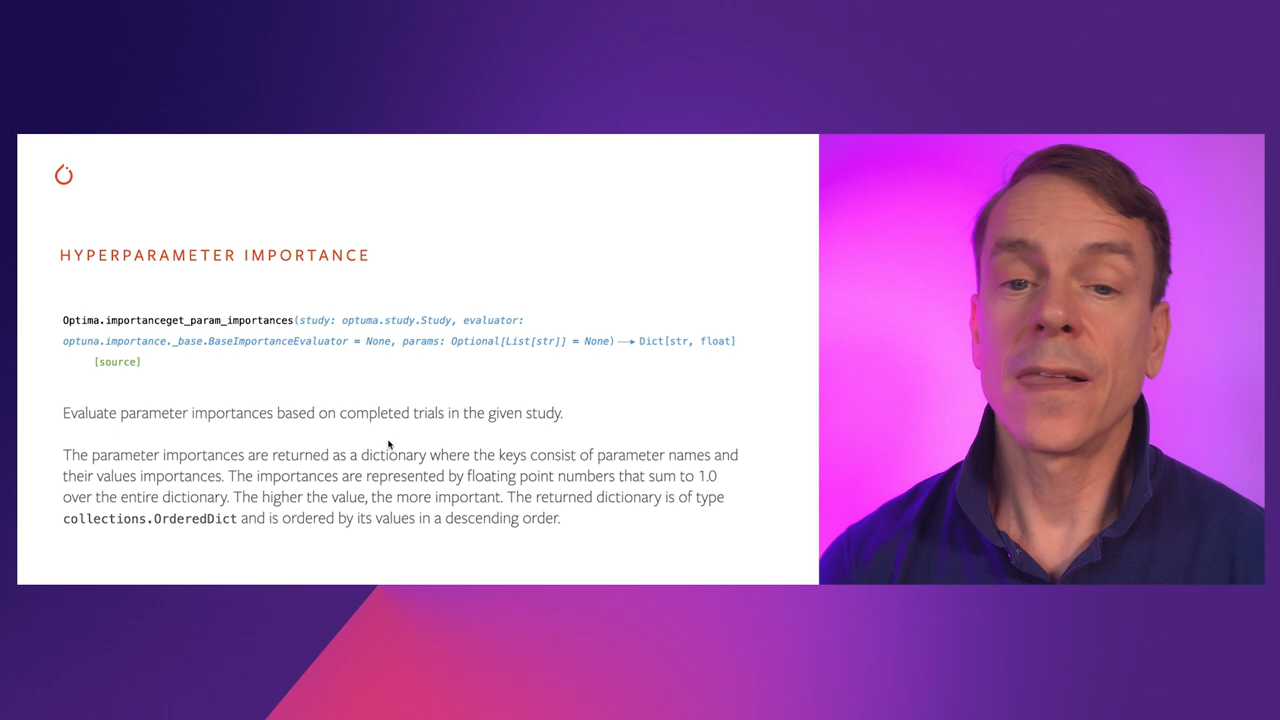 HYPERPARAMETER IMPORTANCE
Optima.importanceget_param_importances(study: optuma.study.Study, evaluator:
optuna.importance._base.BaseImportanceEvaluator = None, params: Optional[List[str]] = None) ⟶ Dict[str, float]
[source]
Evaluate parameter importances based on completed trials in the given study.
The parameter importances are returned as a dictionary where the keys consist of parameter names and
their values importances. The importances are represented by floating point numbers that sum to 1.0
over the entire dictionary. The higher the value, the more important. The returned dictionary is of type
collections.OrderedDict and is ordered by its values in a descending order.